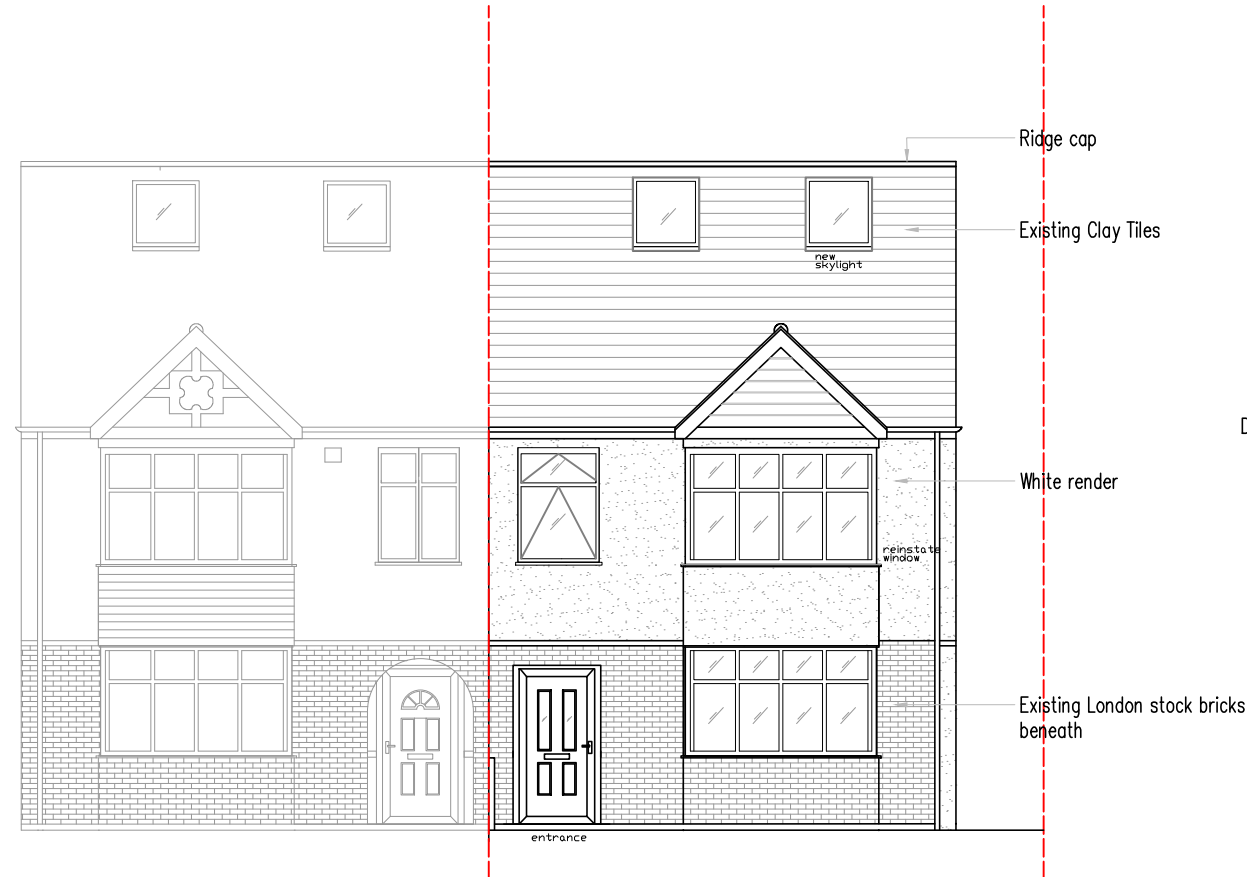 Ridge cap
Existing Clay Tiles
new
skylight
White render
reinstate
window
Existing London stock bricks
beneath
entrance